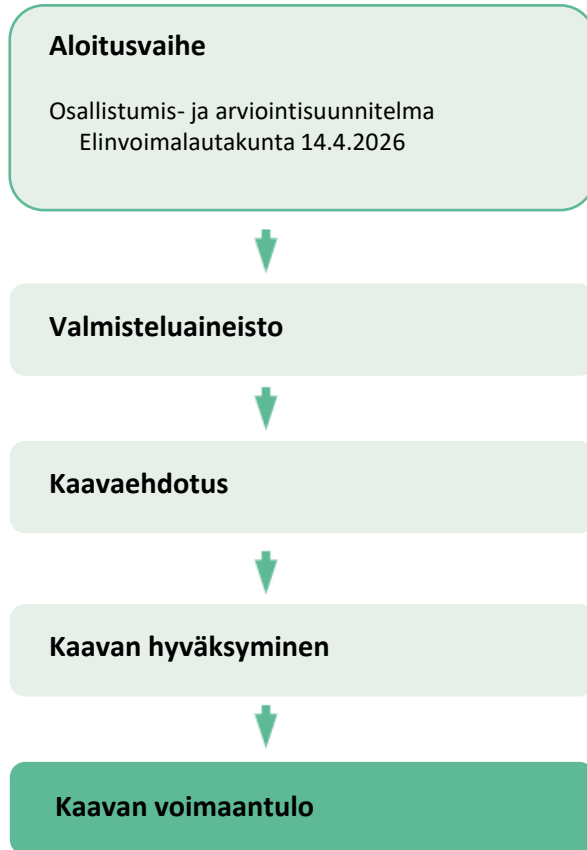 Aloitusvaihe
Osallistumis- ja arviointisuunnitelma
Elinvoimalautakunta 14.4.2026
Valmisteluaineisto
Kaavaehdotus
Kaavan hyväksyminen
Kaavan voimaantulo